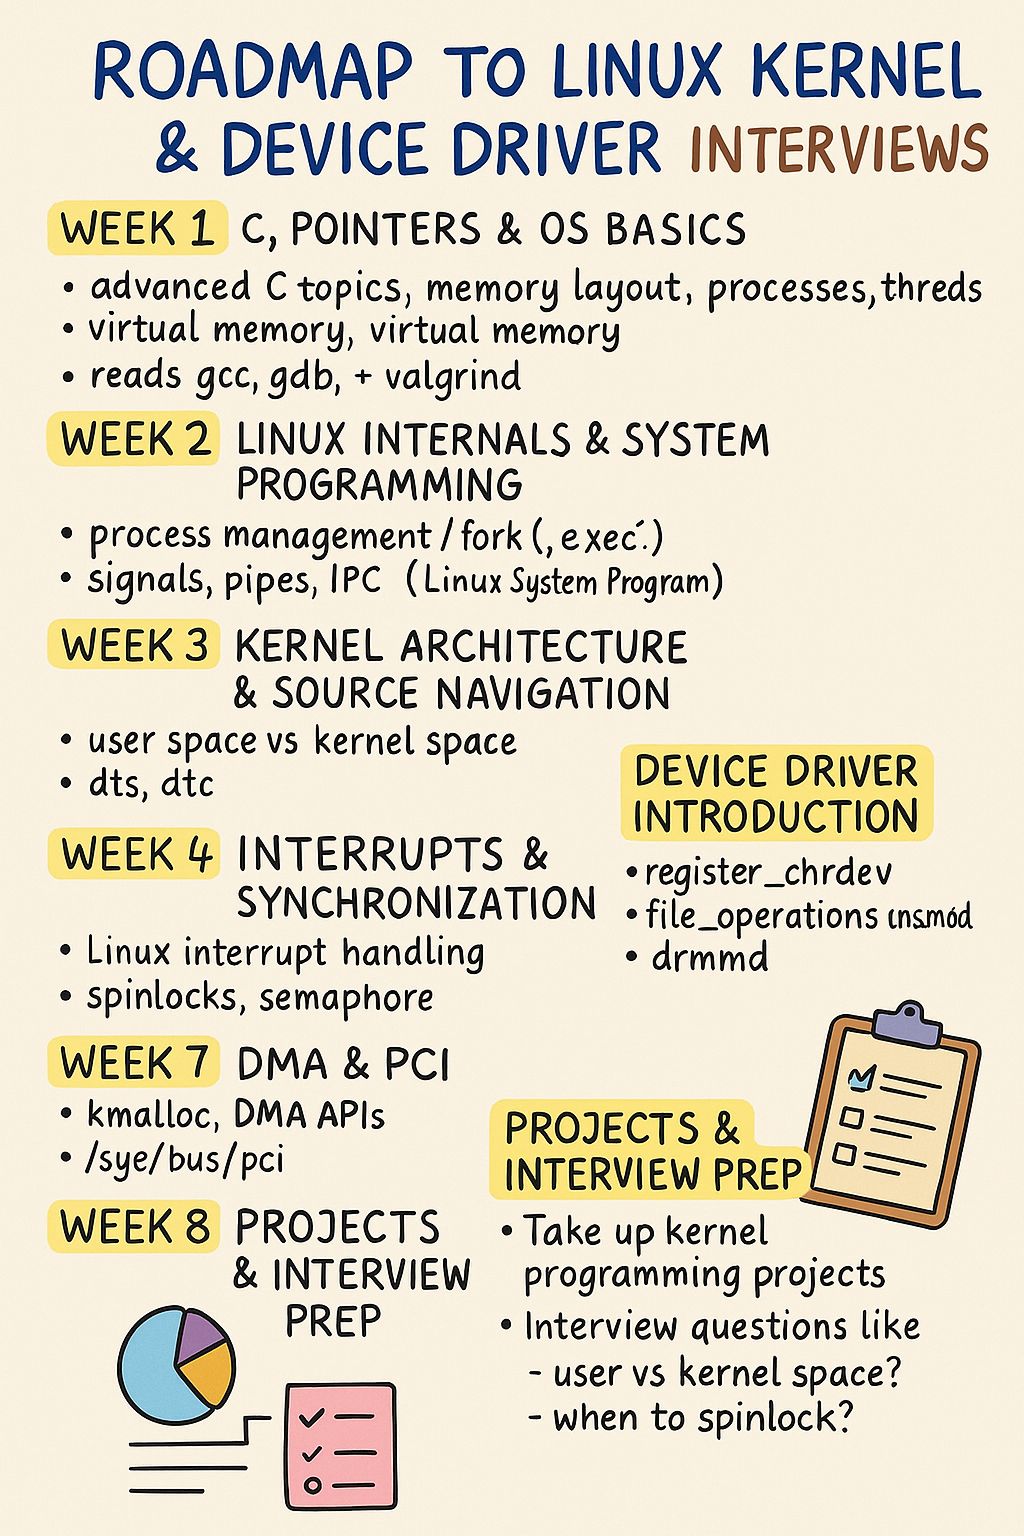 ROADMAP TO LINUX KERNEL
& DEVICE DRIVER INTERVIEWS
WEEK 1 C, POINTERS & OS BASICS
• advanced C topics, memory layout, processes, threds
• virtual memory, virtual memory
• reads gcc, gdb, + valgrind
WEEK 2 LINUX INTERNALS & SYSTEM
PROGRAMMING
• process management / fork (, exec´.)
• signals, pipes, IPC (Linux System Program)
WEEK 3 KERNEL ARCHITECTURE
& SOURCE NAVIGATION
• user space vs kernel space
• dts, dtc
DEVICE DRIVER
INTRODUCTION
• register_chrdev
• file_operations insmód
• drmmd
WEEK 4 INTERRUPTS &
SYNCHRONIZATION
• Linux interrupt handling
• spinlocks, semaphore
WEEK 7 DMA & PCI
• kmalloc, DMA APIs
• /sye/bus/pci
WEEK 8 PROJECTS
& INTERVIEW
PREP
PROJECTS &
INTERVIEW PREP
• Take up kernel
programming projects
• Interview questions like
- user vs kernel space?
- when to spinlock?